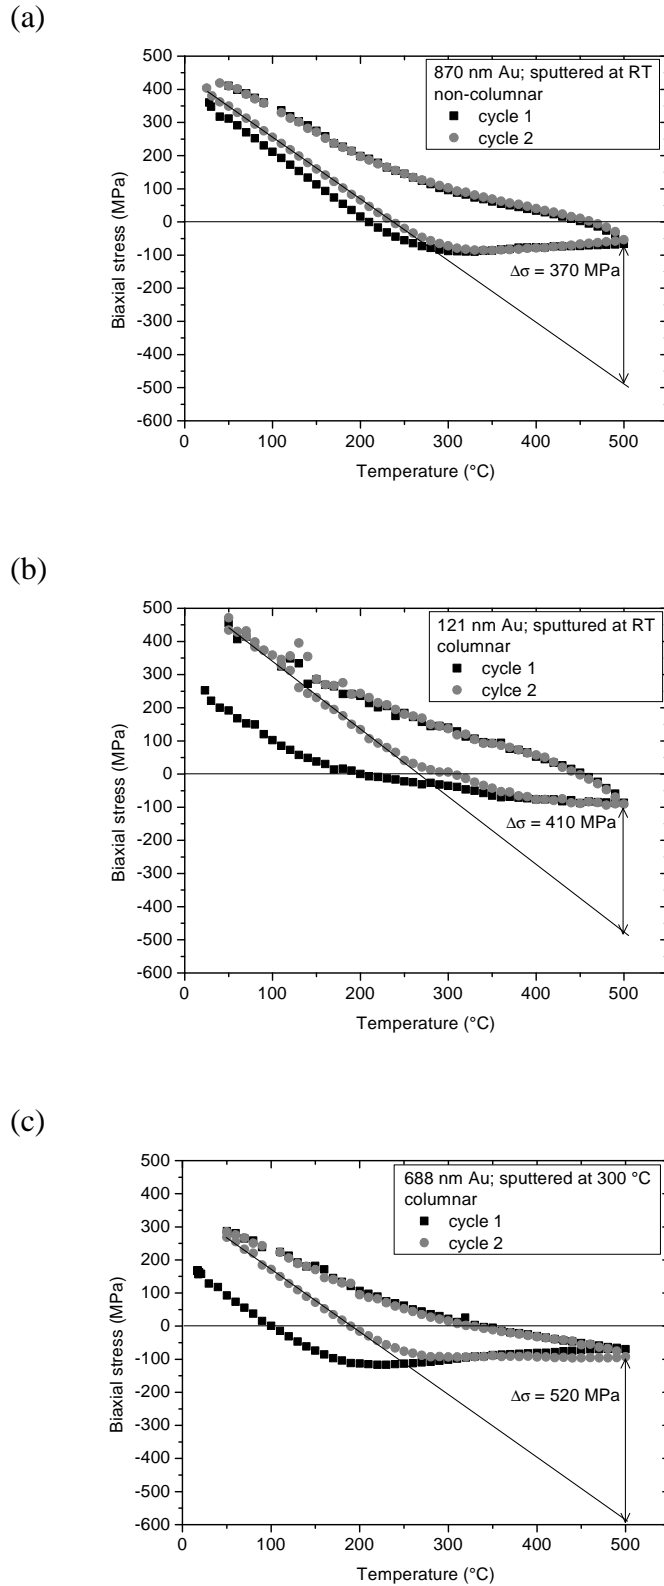 (a)
500
400
300
200
100
0
-100
-200
-300
-400
-500
-600
0 100 200 300 400 500
Biaxial stress (MPa)
Temperature (°C)
870 nm Au; sputtered at RT
non-columnar
cycle 1
cycle 2
Δσ = 370 MPa
(b)
500
400
300
200
100
0
-100
-200
-300
-400
-500
-600
0 100 200 300 400 500
Biaxial stress (MPa)
Temperature (°C)
121 nm Au; sputtured at RT
columnar
cycle 1
cylce 2
Δσ = 410 MPa
(c)
500
400
300
200
100
0
-100
-200
-300
-400
-500
-600
0 100 200 300 400 500
Biaxial stress (MPa)
Temperature (°C)
688 nm Au; sputtered at 300 °C
columnar
cycle 1
cycle 2
Δσ = 520 MPa